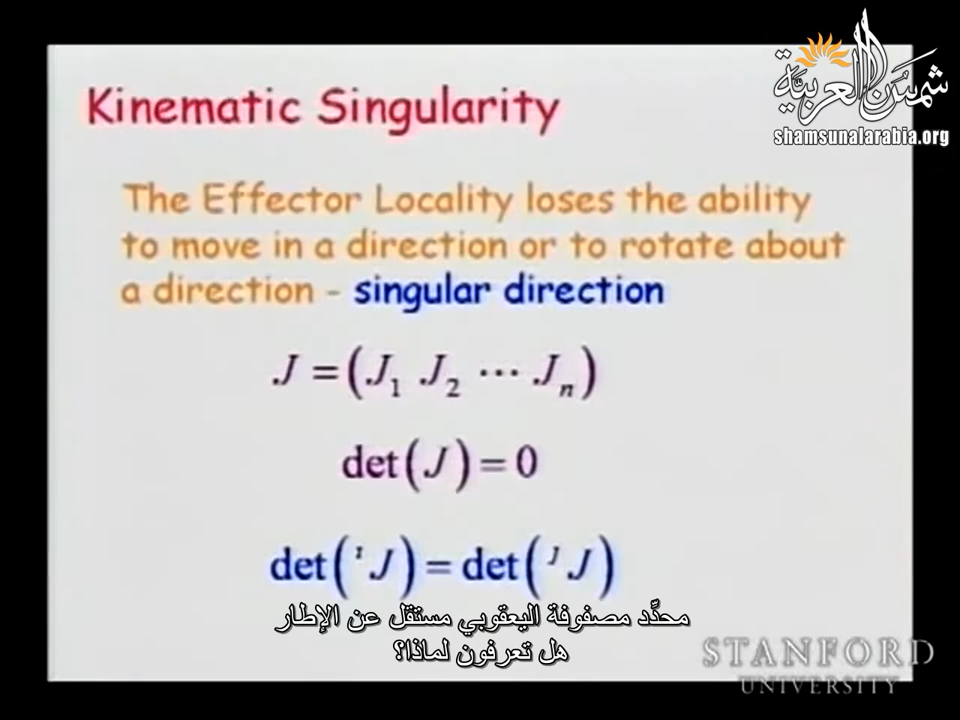 شمس العربية
shamsunalarabia.org
Kinematic Singularity
The Effector Locality loses the ability
to move in a direction or to rotate about
a direction - singular direction
J = (J₁ J₂ ⋯ Jₙ)
det(J) = 0
det(ⁱJ) = det(ʲJ)
محدِّد مصفوفة اليعقوبي مستقل عن الإطار
هل تعرفون لماذا؟
STANFORD
UNIVERSITY